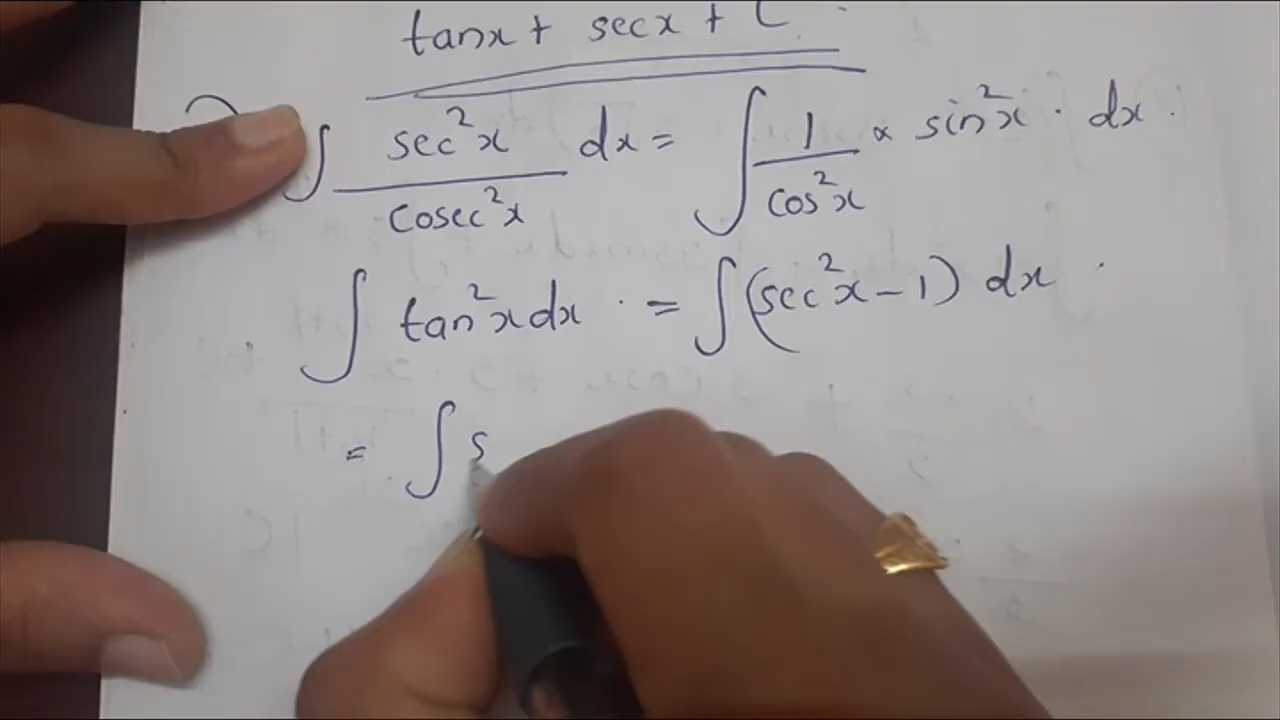 tanx + secx + C
∫ sec²x / cosec²x dx = ∫ 1 / cos²x × sin²x · dx.
∫ tan²x dx · = ∫ (sec²x − 1) dx .
= ∫ s